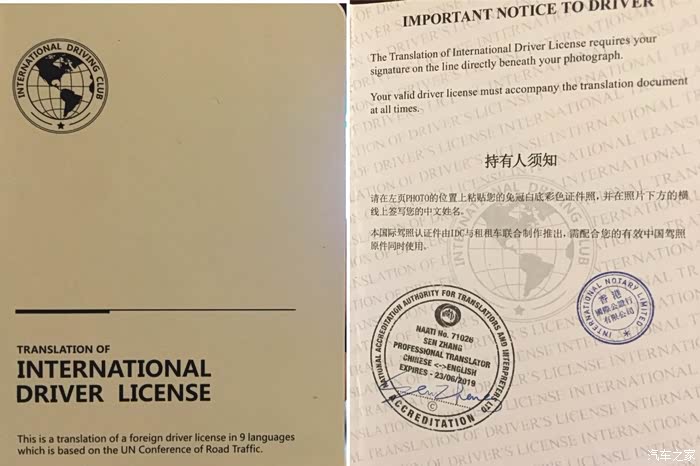 INTERNATIONAL DRIVING CLUB
TRANSLATION OF
INTERNATIONAL
DRIVER LICENSE
This is a translation of a foreign driver license in 9 languages
which is based on the UN Conference of Road Traffic.
IMPORTANT NOTICE TO DRIVER
The Translation of International Driver License requires your
signature on the line directly beneath your photograph.
Your valid driver license must accompany the translation document
at all times.
持有人须知
请在左页PHOTO的位置上粘贴您的免冠白底彩色证件照,并在照片下方的横
线上签写您的中文姓名。
本国际驾照认证件由IDC与租租车联合制作推出,需配合您的有效中国驾照
原件同时使用。
NATIONAL ACCREDITATION AUTHORITY FOR TRANSLATORS AND INTERPRETERS LTD
NAATI No. 71026
SEN ZHANG
PROFESSIONAL TRANSLATOR
CHINESE <-> ENGLISH
EXPIRES - 23/06/2019
Sen Zhang
©
ACCREDITATION
INTERNATIONAL NOTARY LIMITED
香港
國際公證行
有限公司
汽车之家